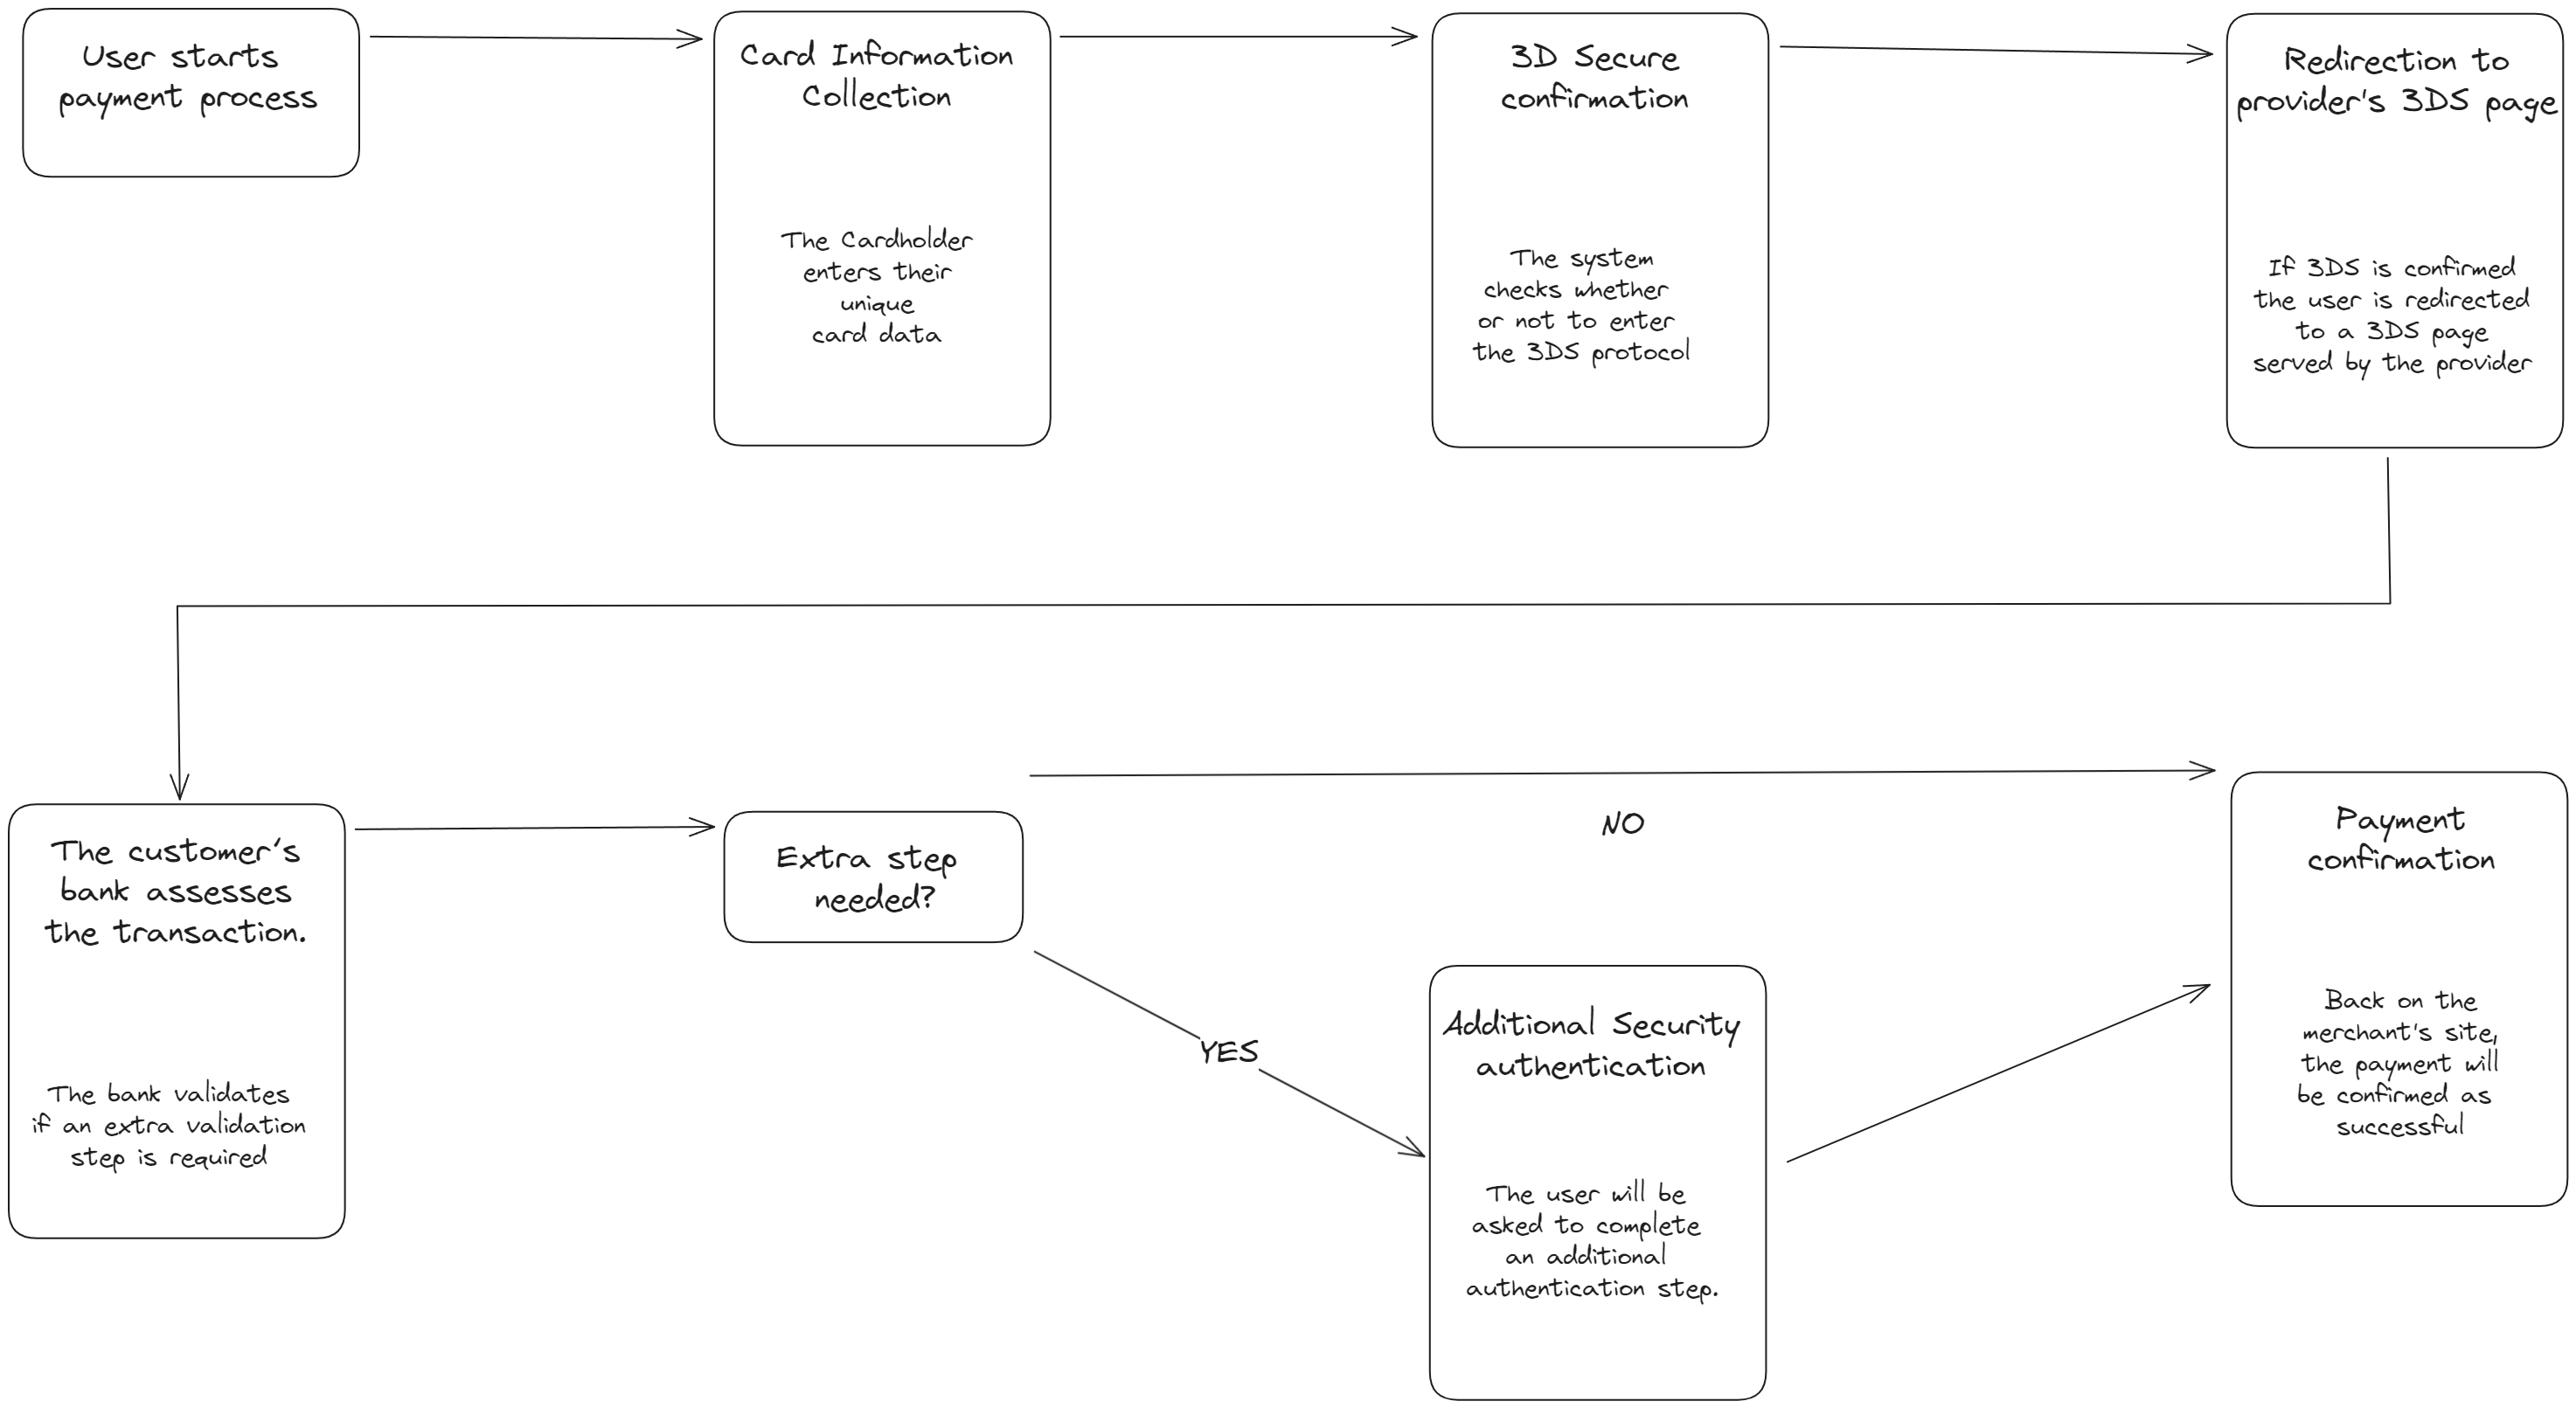 User starts
payment process
Card Information
Collection
The Cardholder
enters their
unique
card data
3D Secure
confirmation
The system
checks whether
or not to enter
the 3DS protocol
Redirection to
provider's 3DS page
If 3DS is confirmed
the user is redirected
to a 3DS page
served by the provider
The customer's
bank assesses
the transaction.
The bank validates
if an extra validation
step is required
Extra step
needed?
NO
YES
Additional Security
authentication
The user will be
asked to complete
an additional
authentication step.
Payment
confirmation
Back on the
merchant's site,
the payment will
be confirmed as
successful